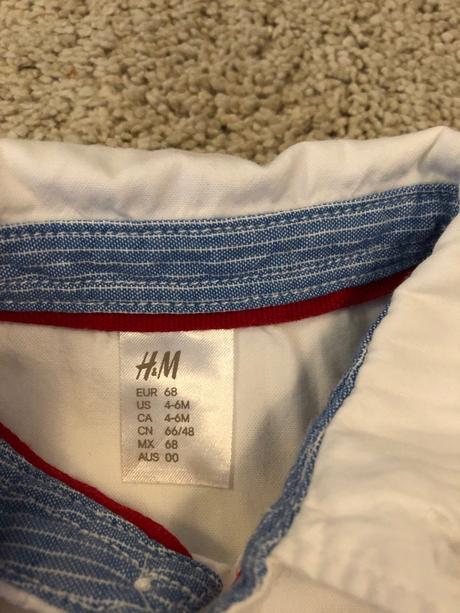 H&M
EUR 68
US 4-6M
CA 4-6M
CN 66/48
MX 68
AUS 00